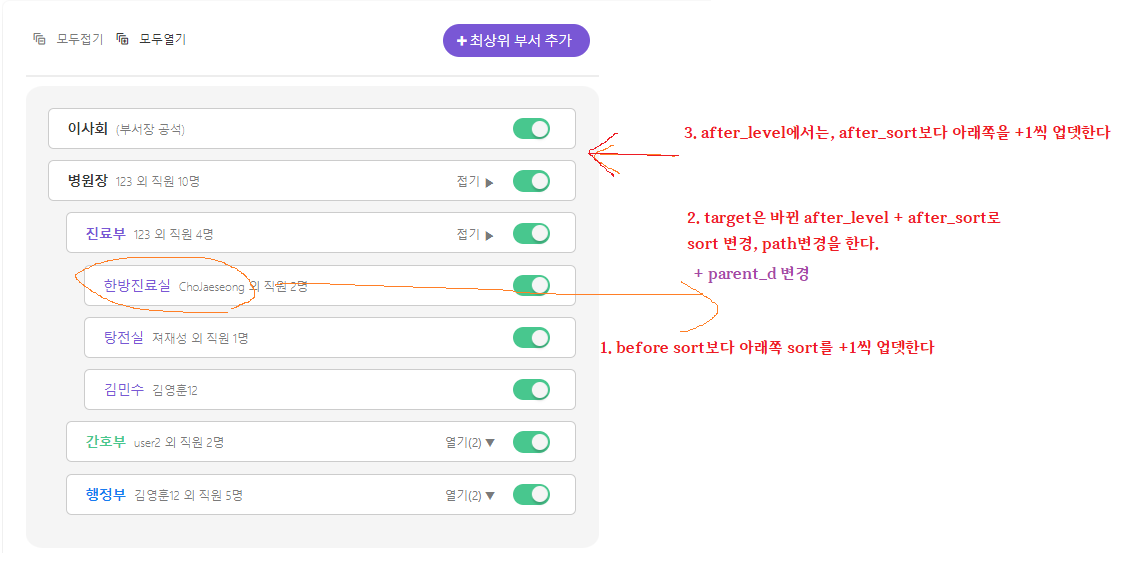 모두접기 모두열기
+ 최상위 부서 추가
이사회 (부서장 공석)
병원장 123 외 직원 10명 접기 ▶
진료부 123 외 직원 4명 접기 ▶
한방진료실 ChoJaeseong 외 직원 2명
탕전실 져재성 외 직원 1명
김민수 김영훈12
간호부 user2 외 직원 2명 열기(2) ▼
행정부 김영훈12 외 직원 5명 열기(2) ▼
3. after_level에서는, after_sort보다 아래쪽을 +1씩 업뎃한다
2. target은 바뀐 after_level + after_sort로
sort 변경, path변경을 한다.
+ parent_d 변경
1. before sort보다 아래쪽 sort를 +1씩 업뎃한다